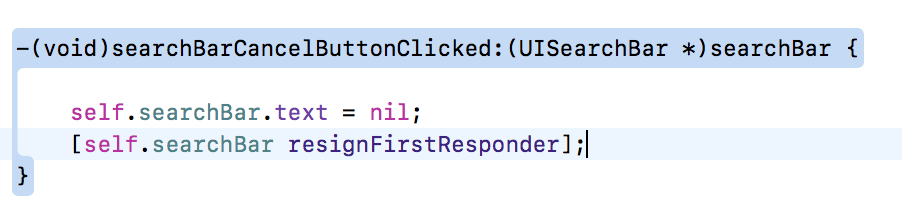 -(void)searchBarCancelButtonClicked:(UISearchBar *)searchBar {
self.searchBar.text = nil;
[self.searchBar resignFirstResponder];
}